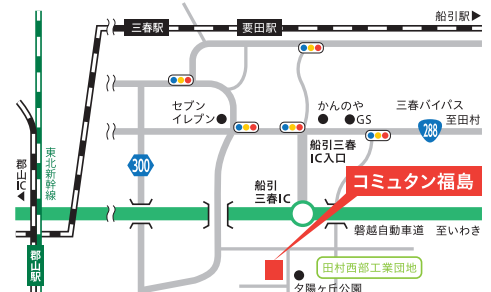 船引駅▶
三春駅
要田駅
セブン
イレブン
かんのや
GS
三春バイパス
至田村
288
船引三春
IC入口
300
東北新幹線
郡山IC
船引
三春IC
コミュタン福島
磐越自動車道 至いわき
郡山駅
田村西部工業団地
夕陽ヶ丘公園